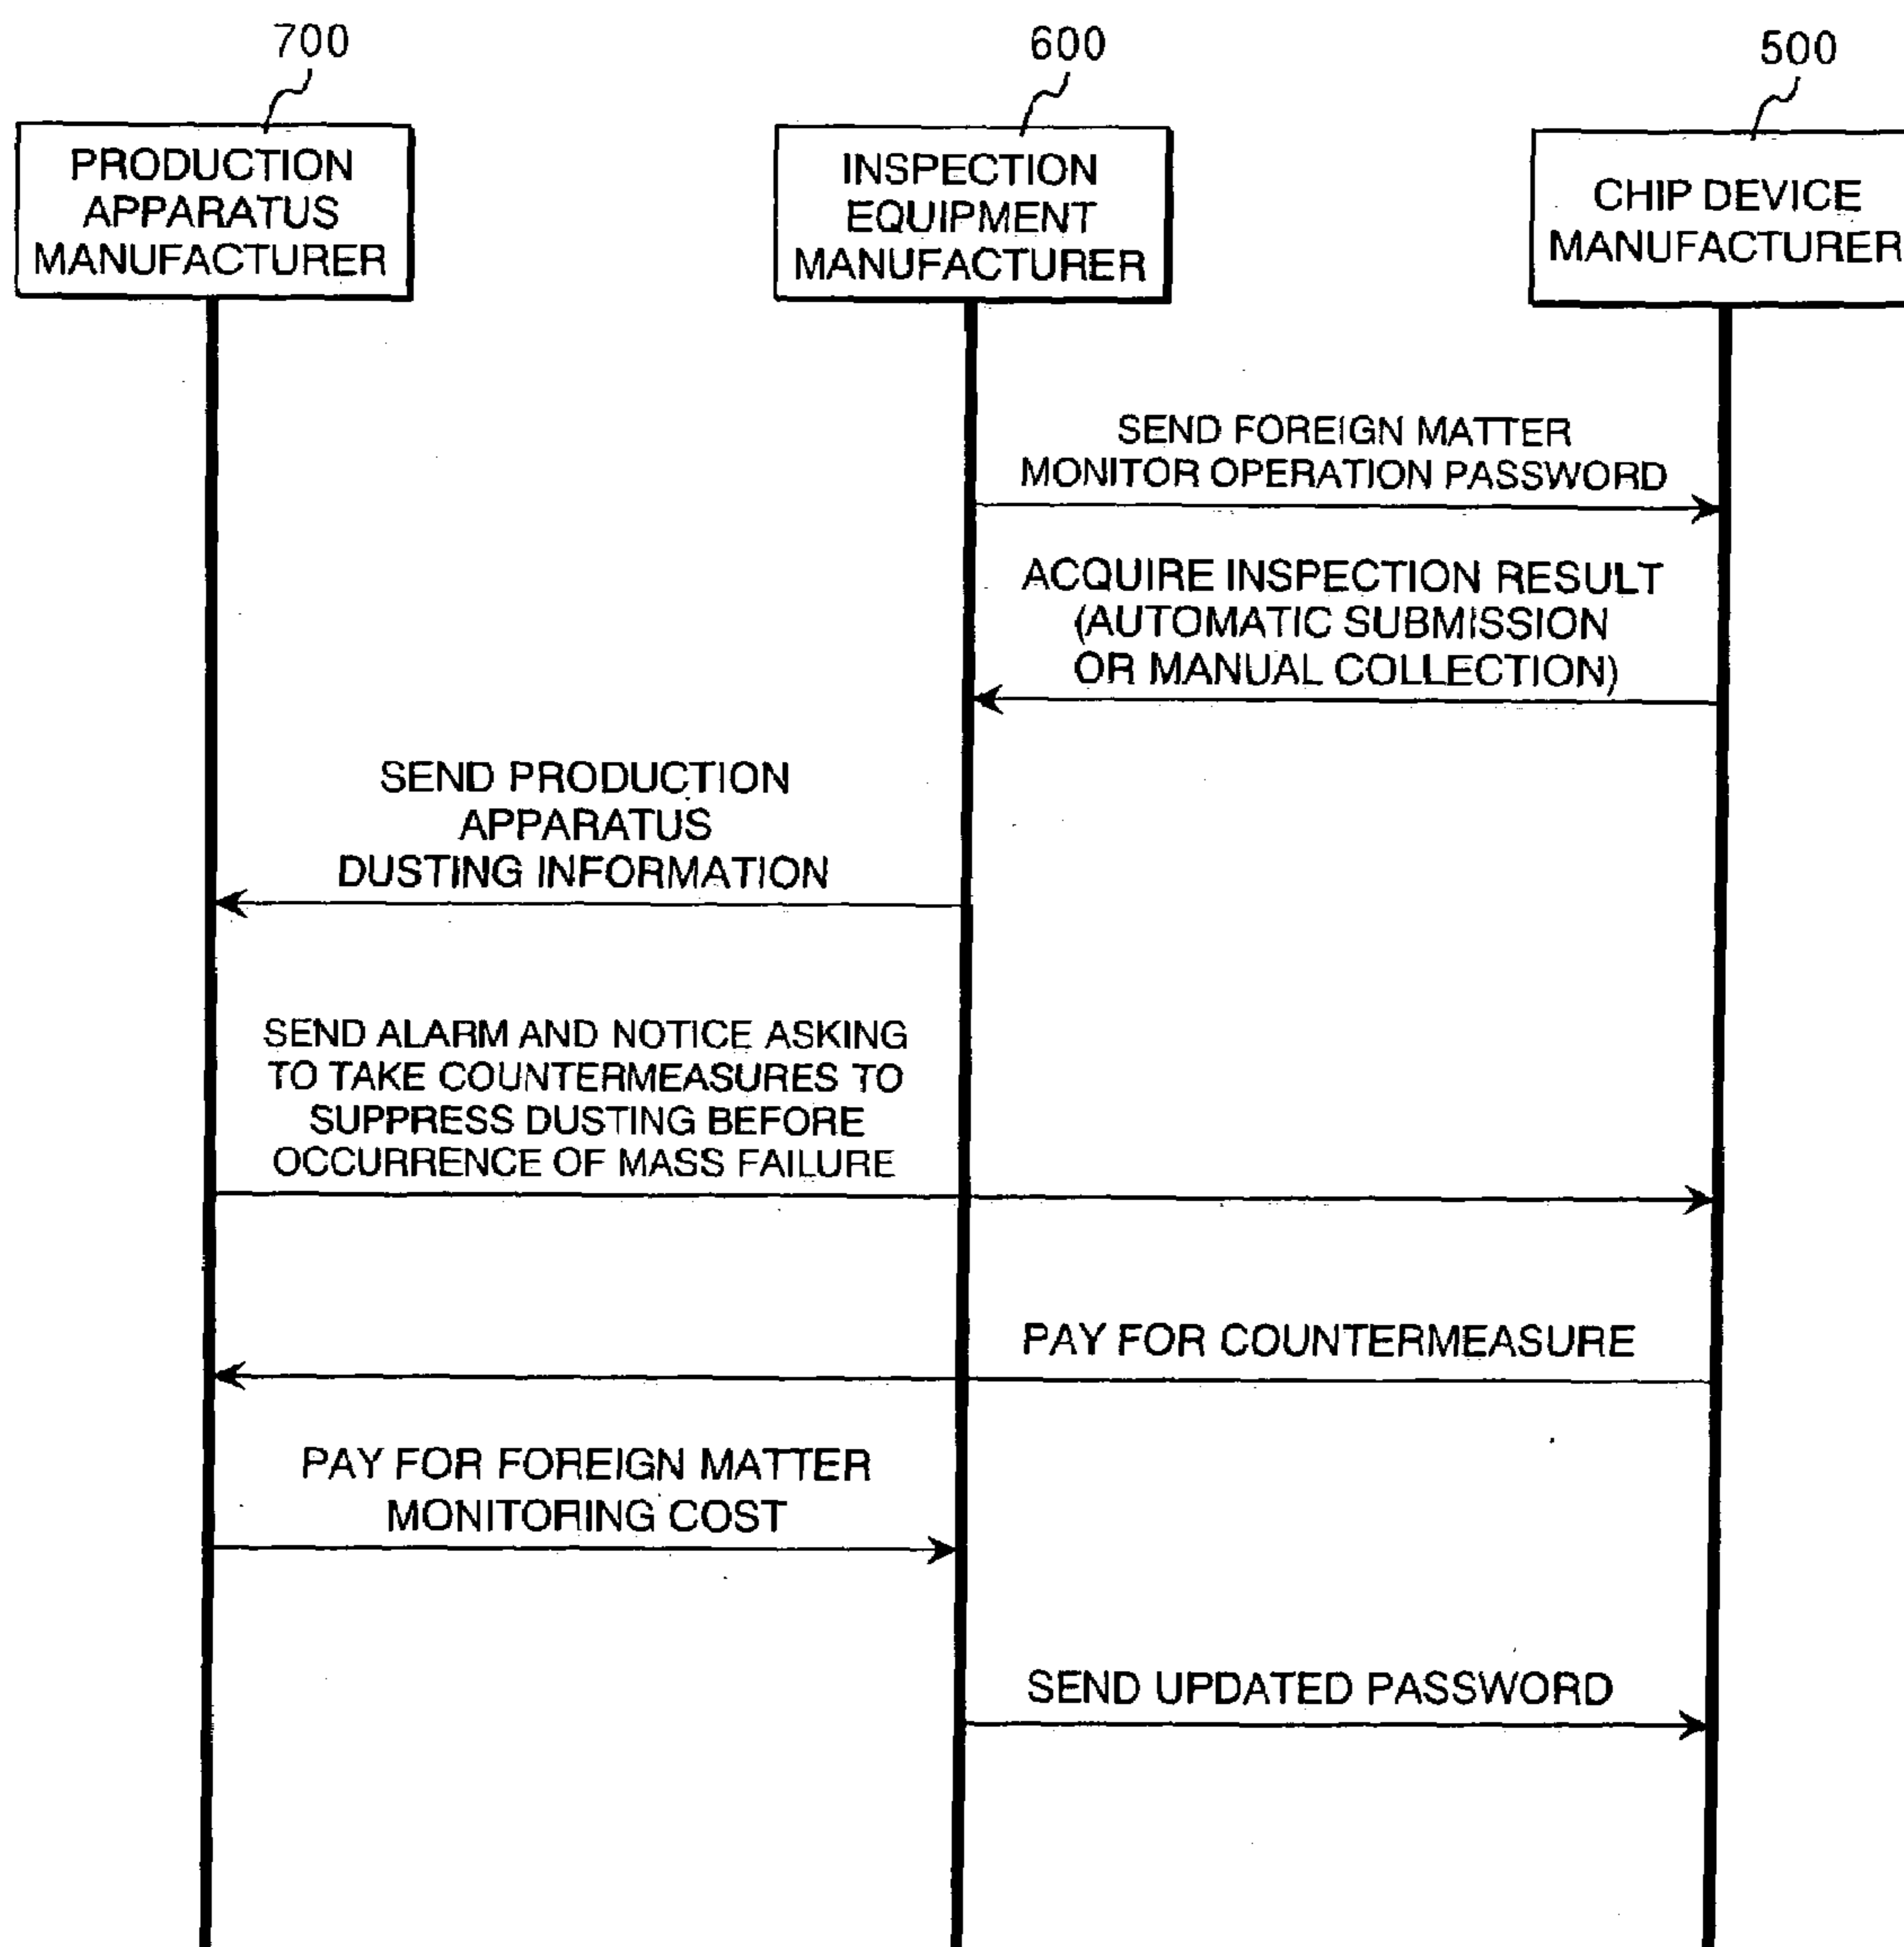 700
600
500
PRODUCTION
APPARATUS
MANUFACTURER
INSPECTION
EQUIPMENT
MANUFACTURER
CHIP DEVICE
MANUFACTURER
SEND FOREIGN MATTER
MONITOR OPERATION PASSWORD
ACQUIRE INSPECTION RESULT
(AUTOMATIC SUBMISSION
OR MANUAL COLLECTION)
SEND PRODUCTION
APPARATUS
DUSTING INFORMATION
SEND ALARM AND NOTICE ASKING
TO TAKE COUNTERMEASURES TO
SUPPRESS DUSTING BEFORE
OCCURRENCE OF MASS FAILURE
PAY FOR COUNTERMEASURE
PAY FOR FOREIGN MATTER
MONITORING COST
SEND UPDATED PASSWORD